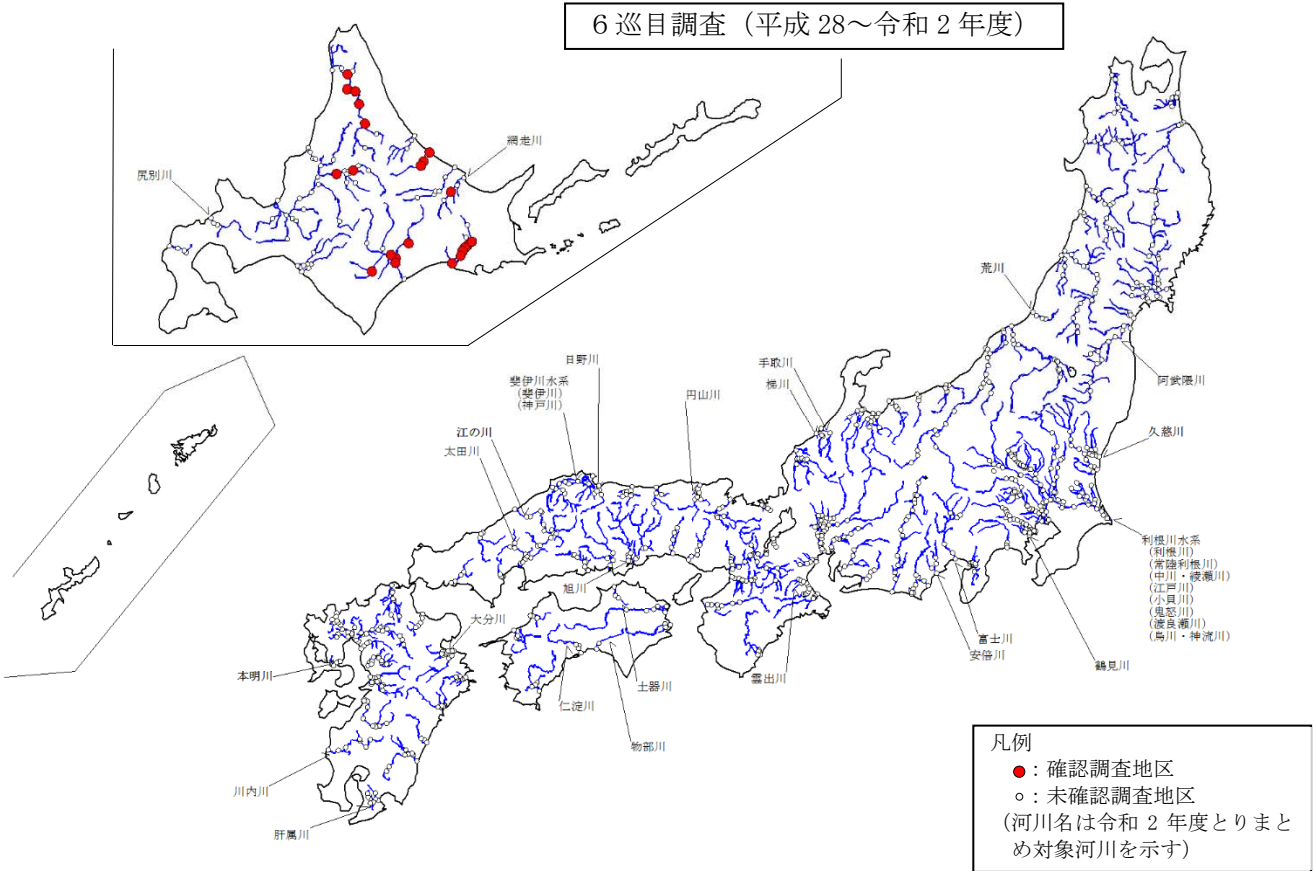 6巡目調査（平成 28～令和 2 年度）
網走川
尻別川
荒川
阿武隈川
久慈川
利根川水系
(利根川)
(常陸利根川)
(中川・綾瀬川)
(江戸川)
(小貝川)
(鬼怒川)
(渡良瀬川)
(烏川・神流川)
手取川
梯川
円山川
日野川
斐伊川水系
(斐伊川)
(神戸川)
江の川
太田川
旭川
大分川
本明川
土器川
仁淀川
物部川
雲出川
富士川
安倍川
鶴見川
川内川
肝属川
凡例
●：確認調査地区
○：未確認調査地区
(河川名は令和 2 年度とりまと
め対象河川を示す)